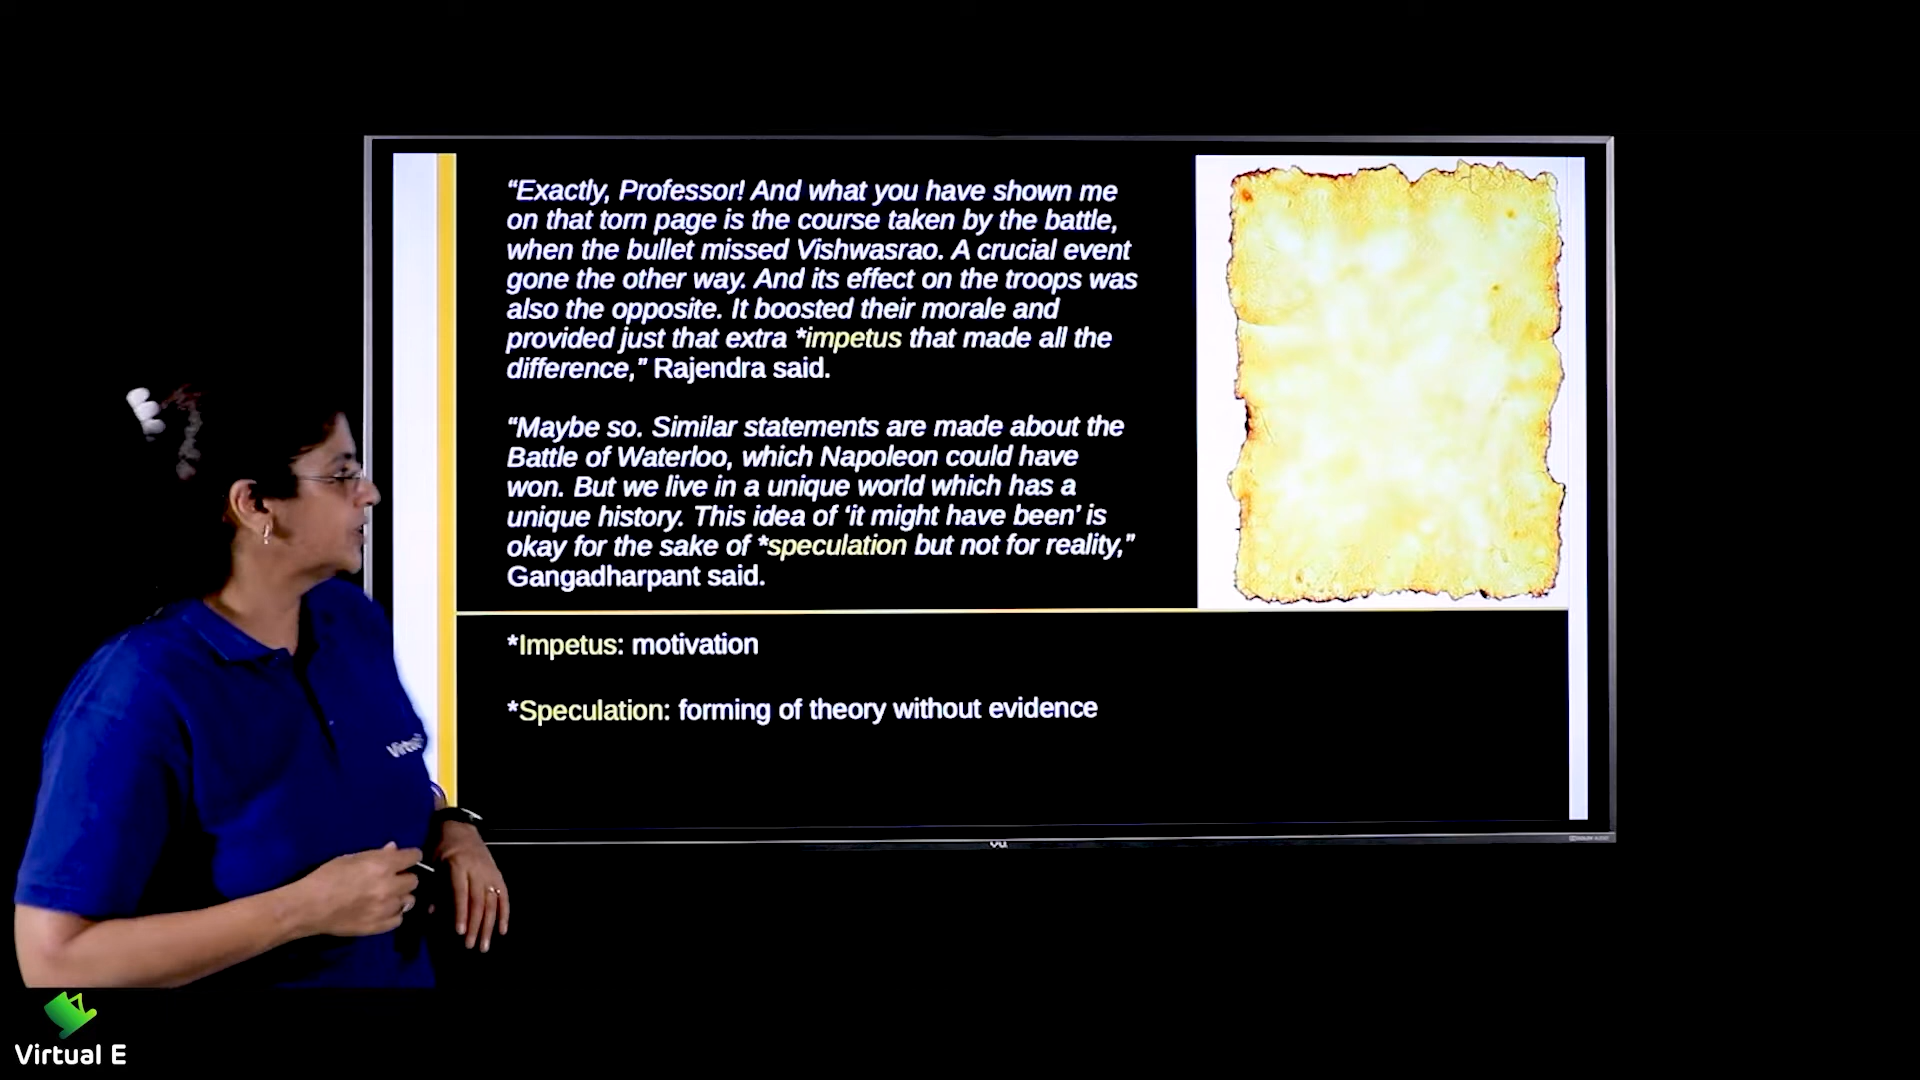 “Exactly, Professor! And what you have shown me
on that torn page is the course taken by the battle,
when the bullet missed Vishwasrao. A crucial event
gone the other way. And its effect on the troops was
also the opposite. It boosted their morale and
provided just that extra *impetus that made all the
difference,” Rajendra said.
“Maybe so. Similar statements are made about the
Battle of Waterloo, which Napoleon could have
won. But we live in a unique world which has a
unique history. This idea of ‘it might have been’ is
okay for the sake of *speculation but not for reality,”
Gangadharpant said.
*Impetus: motivation
*Speculation: forming of theory without evidence
Virtual E